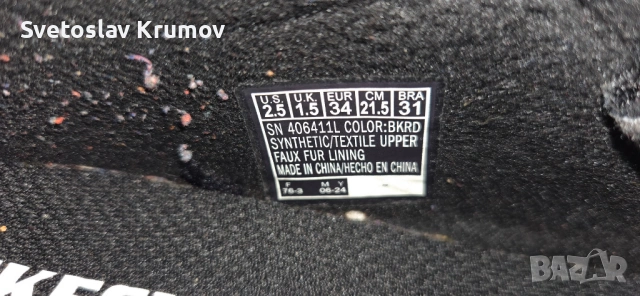 Svetoslav Krumov
U.S. U.K. EUR CM BRA
2.5 1.5 34 21.5 31
SN 406411L COLOR:BKRD
SYNTHETIC/TEXTILE UPPER
FAUX FUR LINING
MADE IN CHINA/HECHO EN CHINA
F M Y
76-3 06-24
bazar.bg